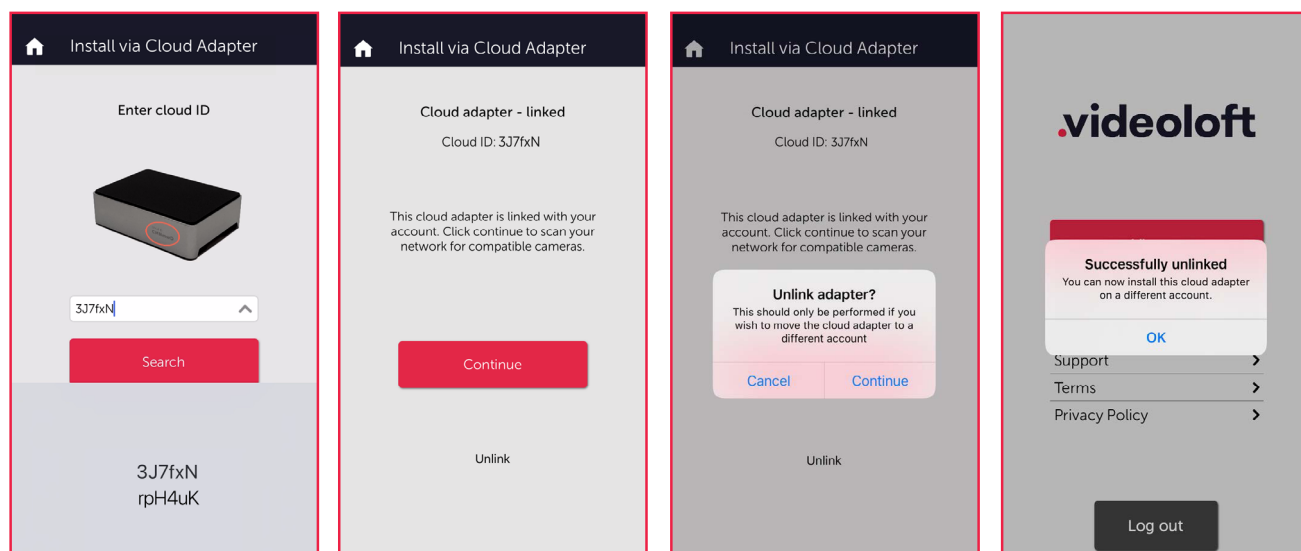 Install via Cloud Adapter
Enter cloud ID
3J7fxN
Search
3J7fxN
rpH4uK
Install via Cloud Adapter
Cloud adapter - linked
Cloud ID: 3J7fxN
This cloud adapter is linked with your
account. Click continue to scan your
network for compatible cameras.
Continue
Unlink
Install via Cloud Adapter
Cloud adapter - linked
Cloud ID: 3J7fxN
This cloud adapter is linked with your
account. Click continue to scan your
network for compatible cameras.
Unlink adapter?
This should only be performed if you
wish to move the cloud adapter to a
different account
Cancel Continue
Unlink
.videoloft
Successfully unlinked
You can now install this cloud adapter
on a different account.
OK
Support
Terms
Privacy Policy
Log out